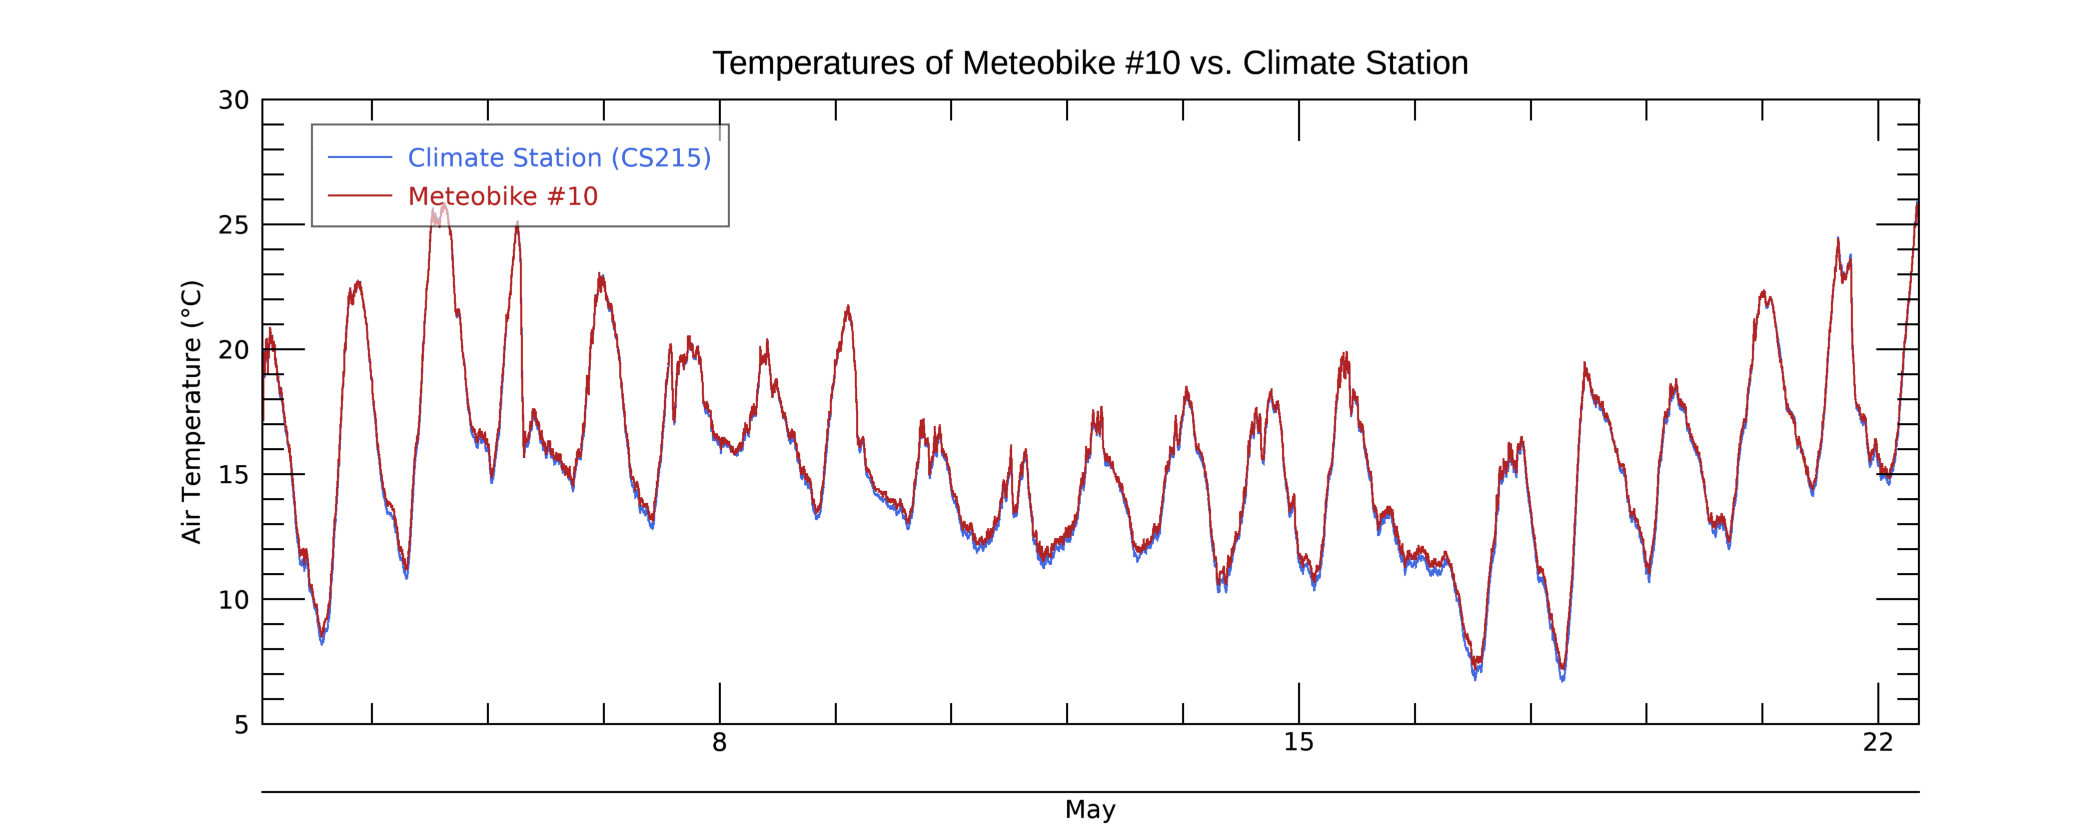 Temperatures of Meteobike #10 vs. Climate Station
30
25
20
15
10
5
Air Temperature (°C)
Climate Station (CS215)
Meteobike #10
8
15
22
May